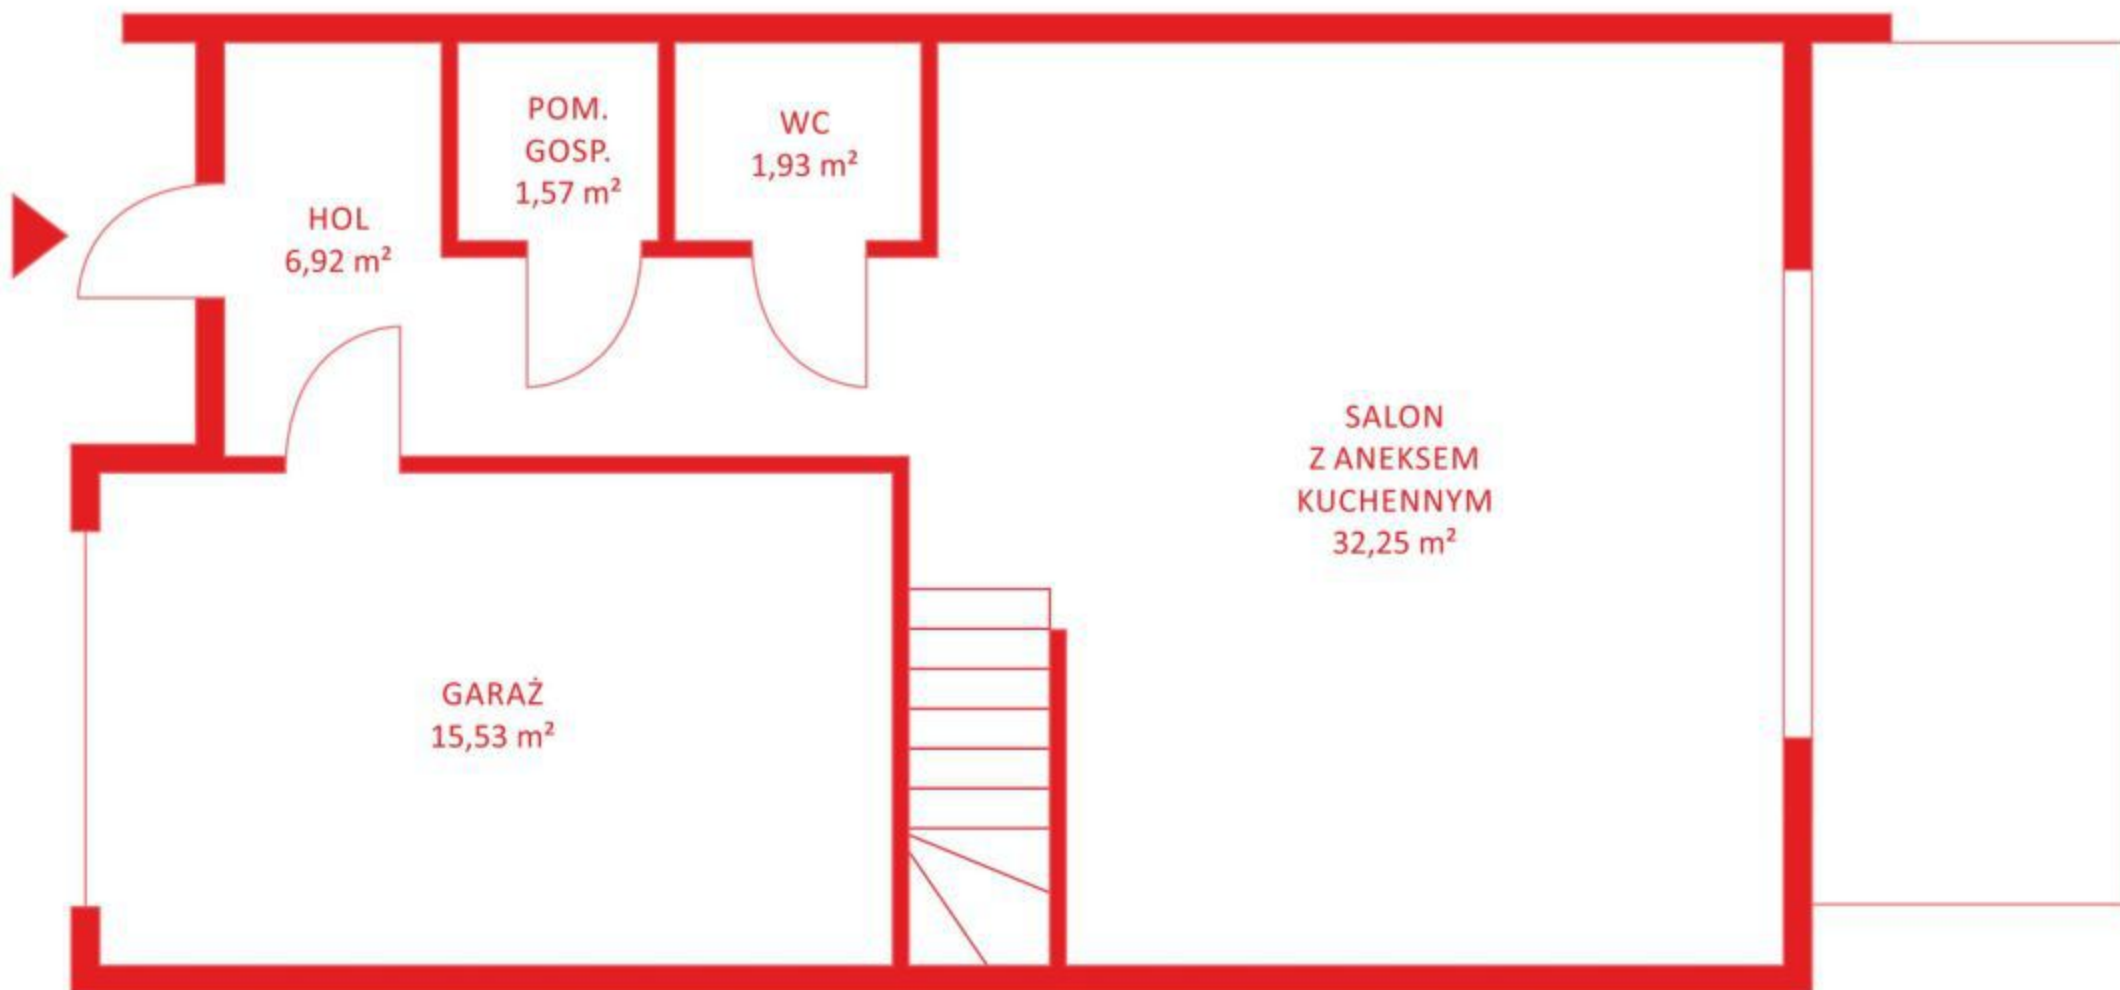 POM.
GOSP.
1,57 m²
WC
1,93 m²
HOL
6,92 m²
SALON
Z ANEKSEM
KUCHENNYM
32,25 m²
GARAŻ
15,53 m²